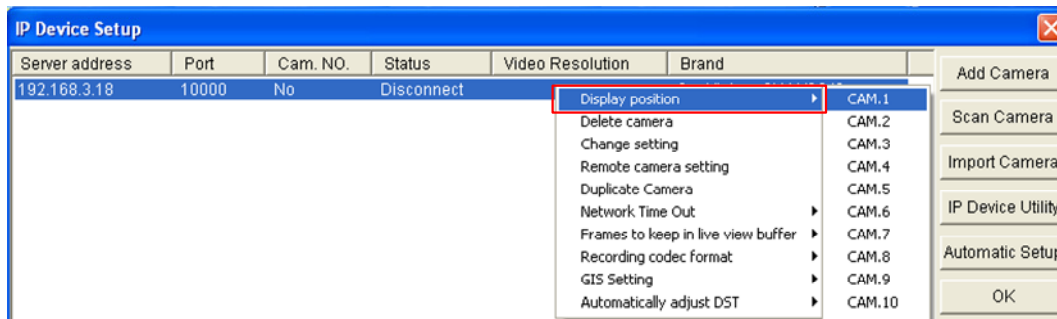 IP Device Setup
Server address Port Cam. NO. Status Video Resolution Brand
192.168.3.18 10000 No Disconnect
Display position
Delete camera
Change setting
Remote camera setting
Duplicate Camera
Network Time Out
Frames to keep in live view buffer
Recording codec format
GIS Setting
Automatically adjust DST
CAM.1
CAM.2
CAM.3
CAM.4
CAM.5
CAM.6
CAM.7
CAM.8
CAM.9
CAM.10
Add Camera
Scan Camera
Import Camera
IP Device Utility
Automatic Setup
OK